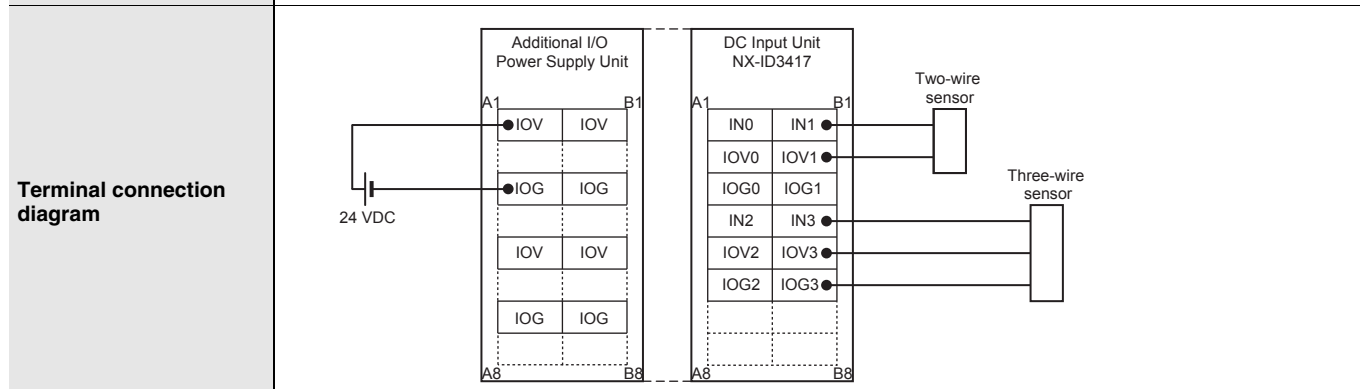 Terminal connection
diagram
Additional I/O
Power Supply Unit
A1 B1
IOV IOV
IOG IOG
IOV IOV
IOG IOG
A8 B8
24 VDC
DC Input Unit
NX-ID3417
A1 B1
IN0 IN1
IOV0 IOV1
IOG0 IOG1
IN2 IN3
IOV2 IOV3
IOG2 IOG3
A8 B8
Two-wire
sensor
Three-wire
sensor